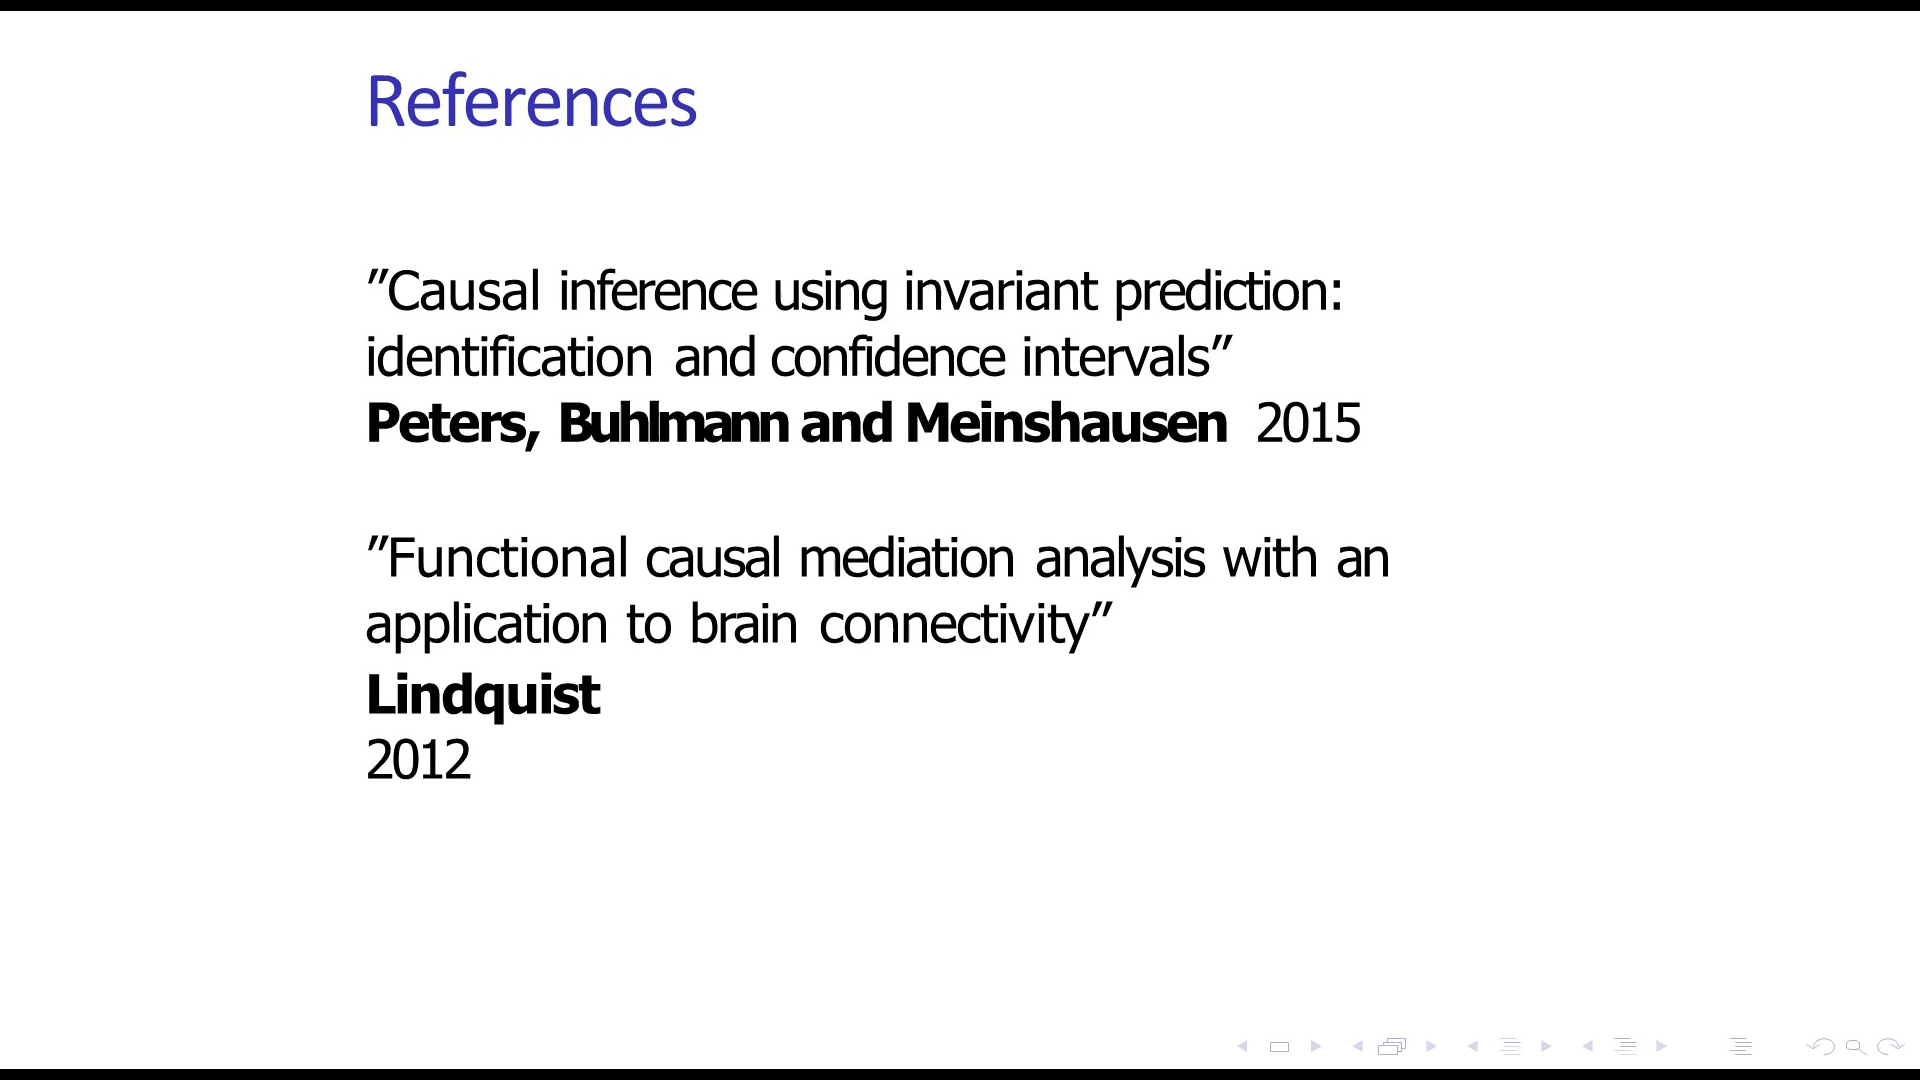 References
”Causal inference using invariant prediction:
identification and confidence intervals”
Peters, Buhlmann and Meinshausen 2015
”Functional causal mediation analysis with an
application to brain connectivity”
Lindquist
2012